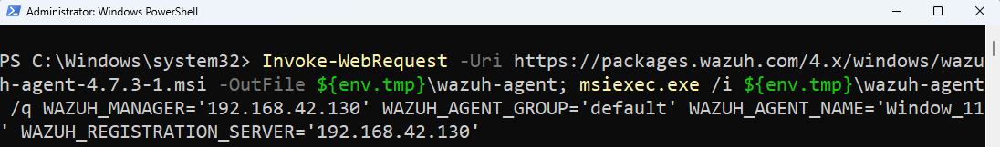 Administrator: Windows PowerShell
PS C:\Windows\system32> Invoke-WebRequest -Uri https://packages.wazuh.com/4.x/windows/wazu
h-agent-4.7.3-1.msi -OutFile ${env.tmp}\wazuh-agent; msiexec.exe /i ${env.tmp}\wazuh-agent
 /q WAZUH_MANAGER='192.168.42.130' WAZUH_AGENT_GROUP='default' WAZUH_AGENT_NAME='Window_11
' WAZUH_REGISTRATION_SERVER='192.168.42.130'